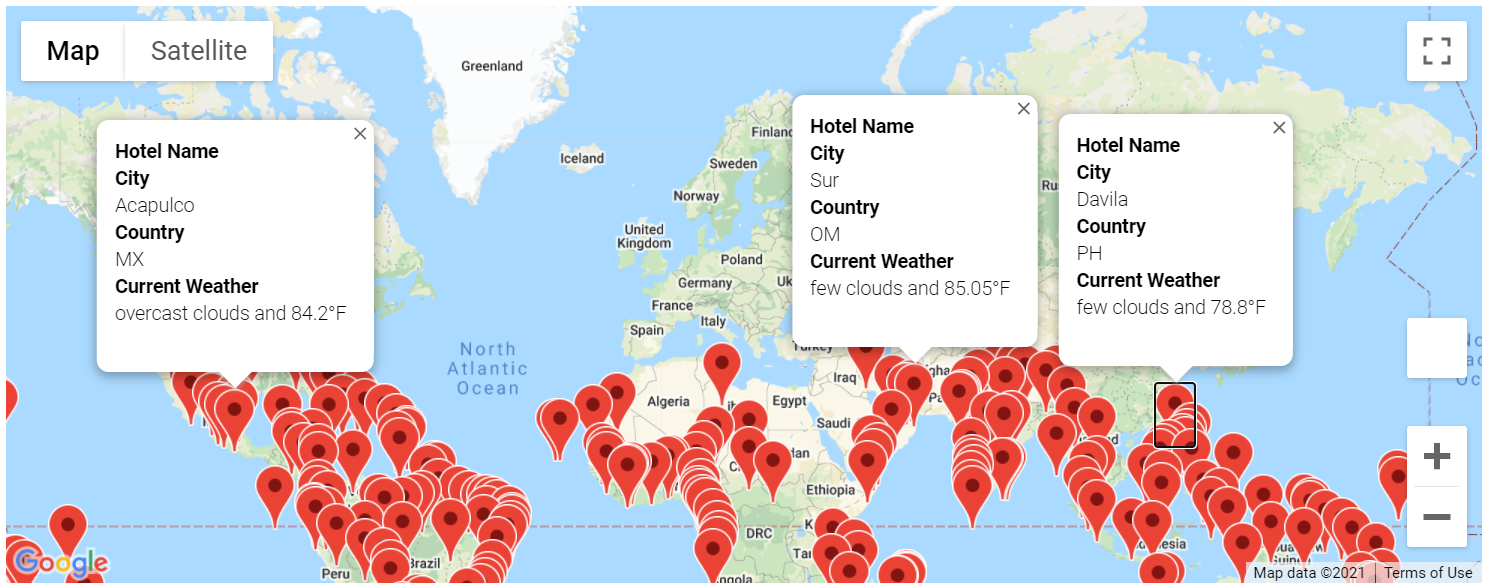 Map
Satellite
Greenland
Iceland
Finland
Sweden
Norway
United
Kingdom
Poland
Germany
France
Italy
Spain
Turkey
Iraq
Algeria
Egypt
Saudi
Ethiopia
DRC
Peru
Brazil
North
Atlantic
Ocean
Hotel Name
City
Acapulco
Country
MX
Current Weather
overcast clouds and 84.2°F
Hotel Name
City
Sur
Country
OM
Current Weather
few clouds and 85.05°F
Hotel Name
City
Davila
Country
PH
Current Weather
few clouds and 78.8°F
Google
Map data ©2021
Terms of Use